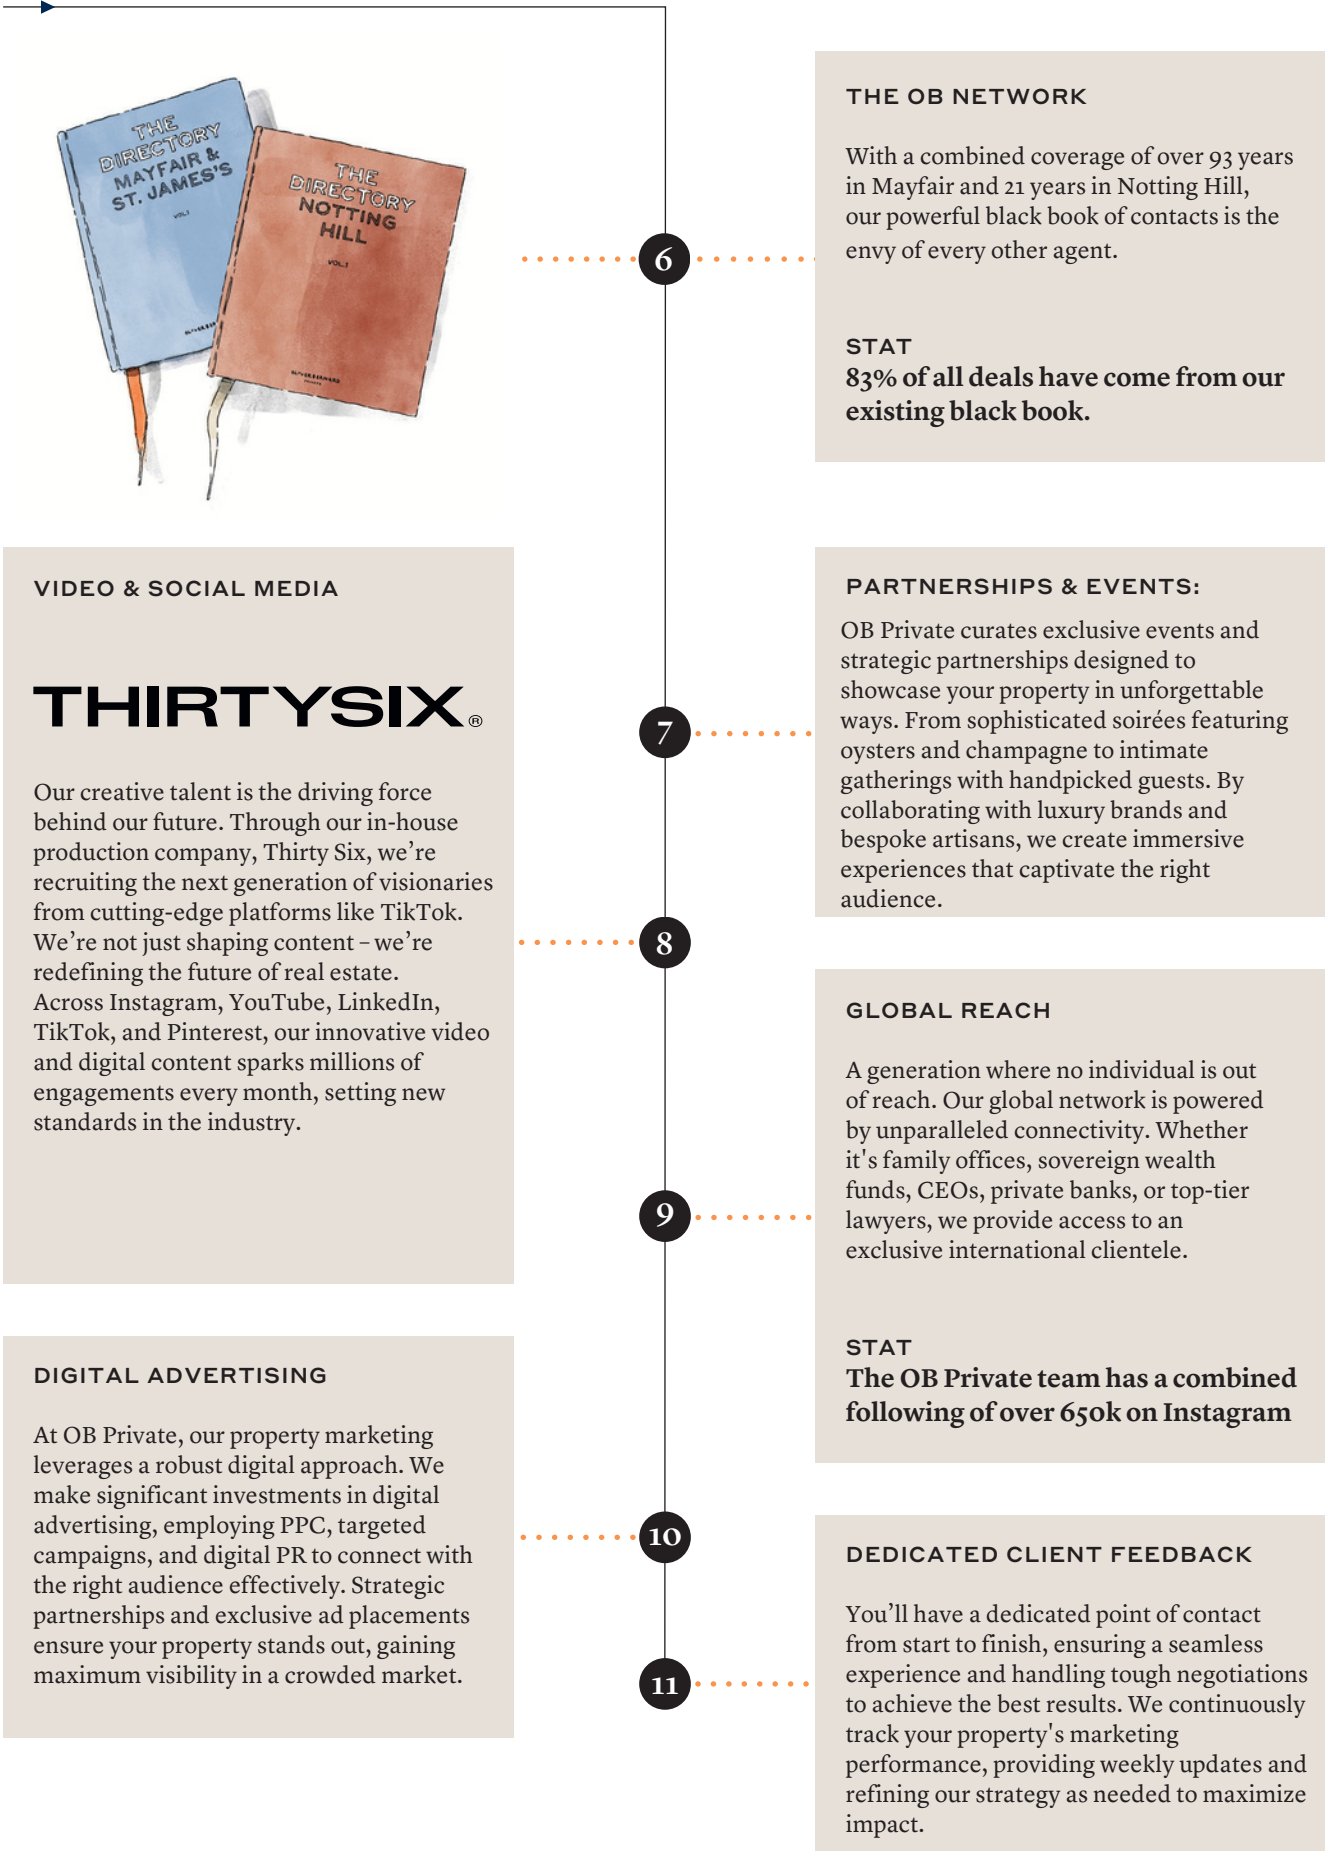 THE
DIRECTORY
MAYFAIR &
ST. JAMES'S
VOL.1
THE
DIRECTORY
NOTTING
HILL
VOL.1
6
THE OB NETWORK
With a combined coverage of over 93 years
in Mayfair and 21 years in Notting Hill,
our powerful black book of contacts is the
envy of every other agent.
STAT
83% of all deals have come from our
existing black book.
7
PARTNERSHIPS & EVENTS:
OB Private curates exclusive events and
strategic partnerships designed to
showcase your property in unforgettable
ways. From sophisticated soirées featuring
oysters and champagne to intimate
gatherings with handpicked guests. By
collaborating with luxury brands and
bespoke artisans, we create immersive
experiences that captivate the right
audience.
VIDEO & SOCIAL MEDIA
THIRTYSIX®
Our creative talent is the driving force
behind our future. Through our in-house
production company, Thirty Six, we’re
recruiting the next generation of visionaries
from cutting-edge platforms like TikTok.
We’re not just shaping content – we’re
redefining the future of real estate.
Across Instagram, YouTube, LinkedIn,
TikTok, and Pinterest, our innovative video
and digital content sparks millions of
engagements every month, setting new
standards in the industry.
8
9
GLOBAL REACH
A generation where no individual is out
of reach. Our global network is powered
by unparalleled connectivity. Whether
it's family offices, sovereign wealth
funds, CEOs, private banks, or top-tier
lawyers, we provide access to an
exclusive international clientele.
STAT
The OB Private team has a combined
following of over 650k on Instagram
DIGITAL ADVERTISING
At OB Private, our property marketing
leverages a robust digital approach. We
make significant investments in digital
advertising, employing PPC, targeted
campaigns, and digital PR to connect with
the right audience effectively. Strategic
partnerships and exclusive ad placements
ensure your property stands out, gaining
maximum visibility in a crowded market.
10
11
DEDICATED CLIENT FEEDBACK
You’ll have a dedicated point of contact
from start to finish, ensuring a seamless
experience and handling tough negotiations
to achieve the best results. We continuously
track your property's marketing
performance, providing weekly updates and
refining our strategy as needed to maximize
impact.